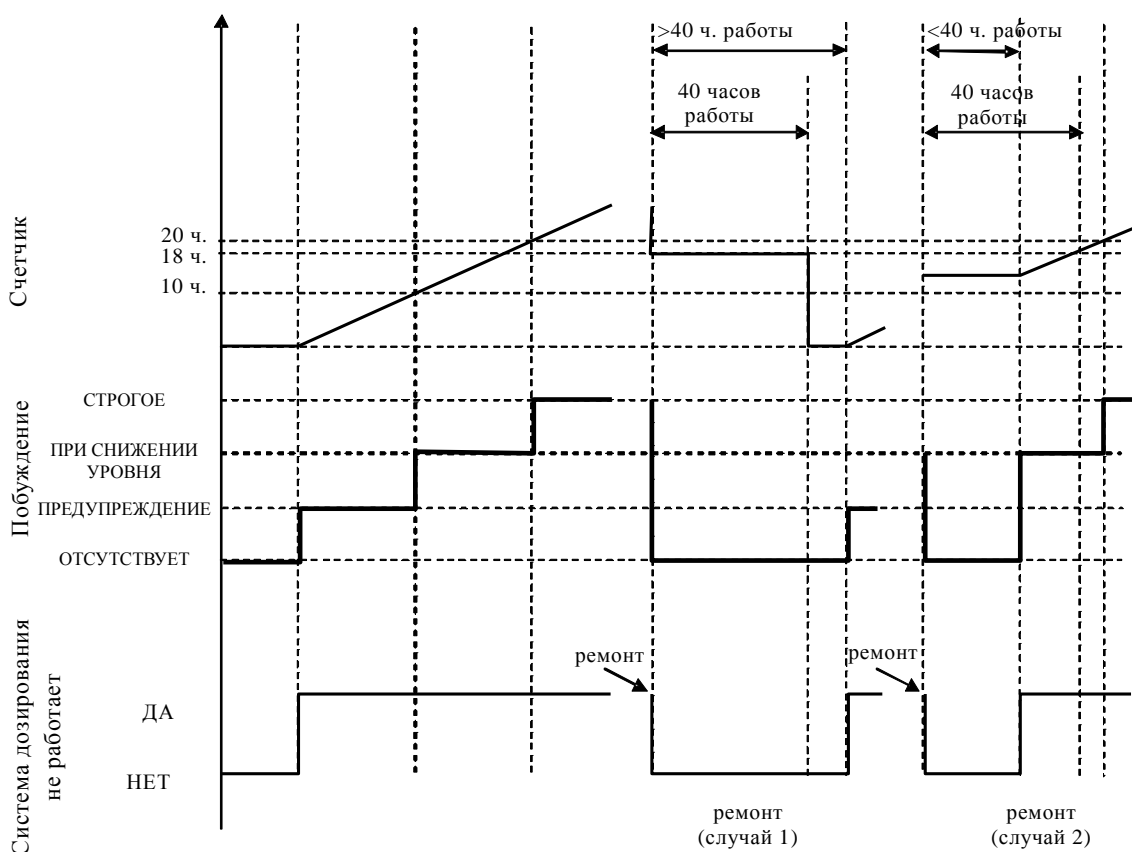 >40 ч. работы
<40 ч. работы
40 часов
работы
40 часов
работы
Счетчик
20 ч.
18 ч.
10 ч.
Побуждение
СТРОГОЕ
ПРИ СНИЖЕНИИ
УРОВНЯ
ПРЕДУПРЕЖДЕНИЕ
ОТСУТСТВУЕТ
Система дозирования
не работает
ремонт
ремонт
ДА
НЕТ
ремонт
(случай 1)
ремонт
(случай 2)